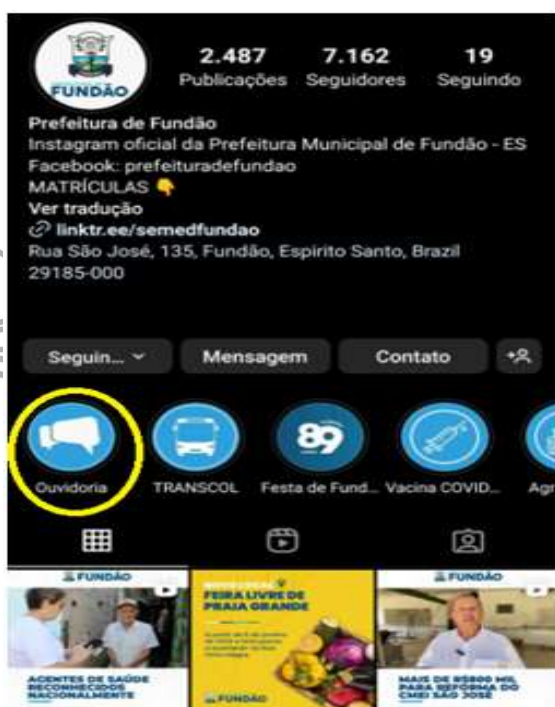 2.487 7.162 19
Publicações Seguidores Seguindo
FUNDÃO
Prefeitura de Fundão
Instagram oficial da Prefeitura Municipal de Fundão - ES
Facebook: prefeituradefundao
MATRÍCULAS 👇
Ver tradução
linktr.ee/semedfundao
Rua São José, 135, Fundão, Espirito Santo, Brazil
29185-000
Seguin... Mensagem Contato
89
Ouvidoria TRANSCOL Festa de Fund... Vacina COVID... Agr
FUNDÃO
AGENTES DE SAÚDE
RECONHECIDOS
NACIONALMENTE
FEIRA LIVRE DE
PRAIA GRANDE
FUNDÃO
FUNDÃO
MAIS DE R$800 MIL
PARA REFORMA DO
CMEI SÃO JOSÉ